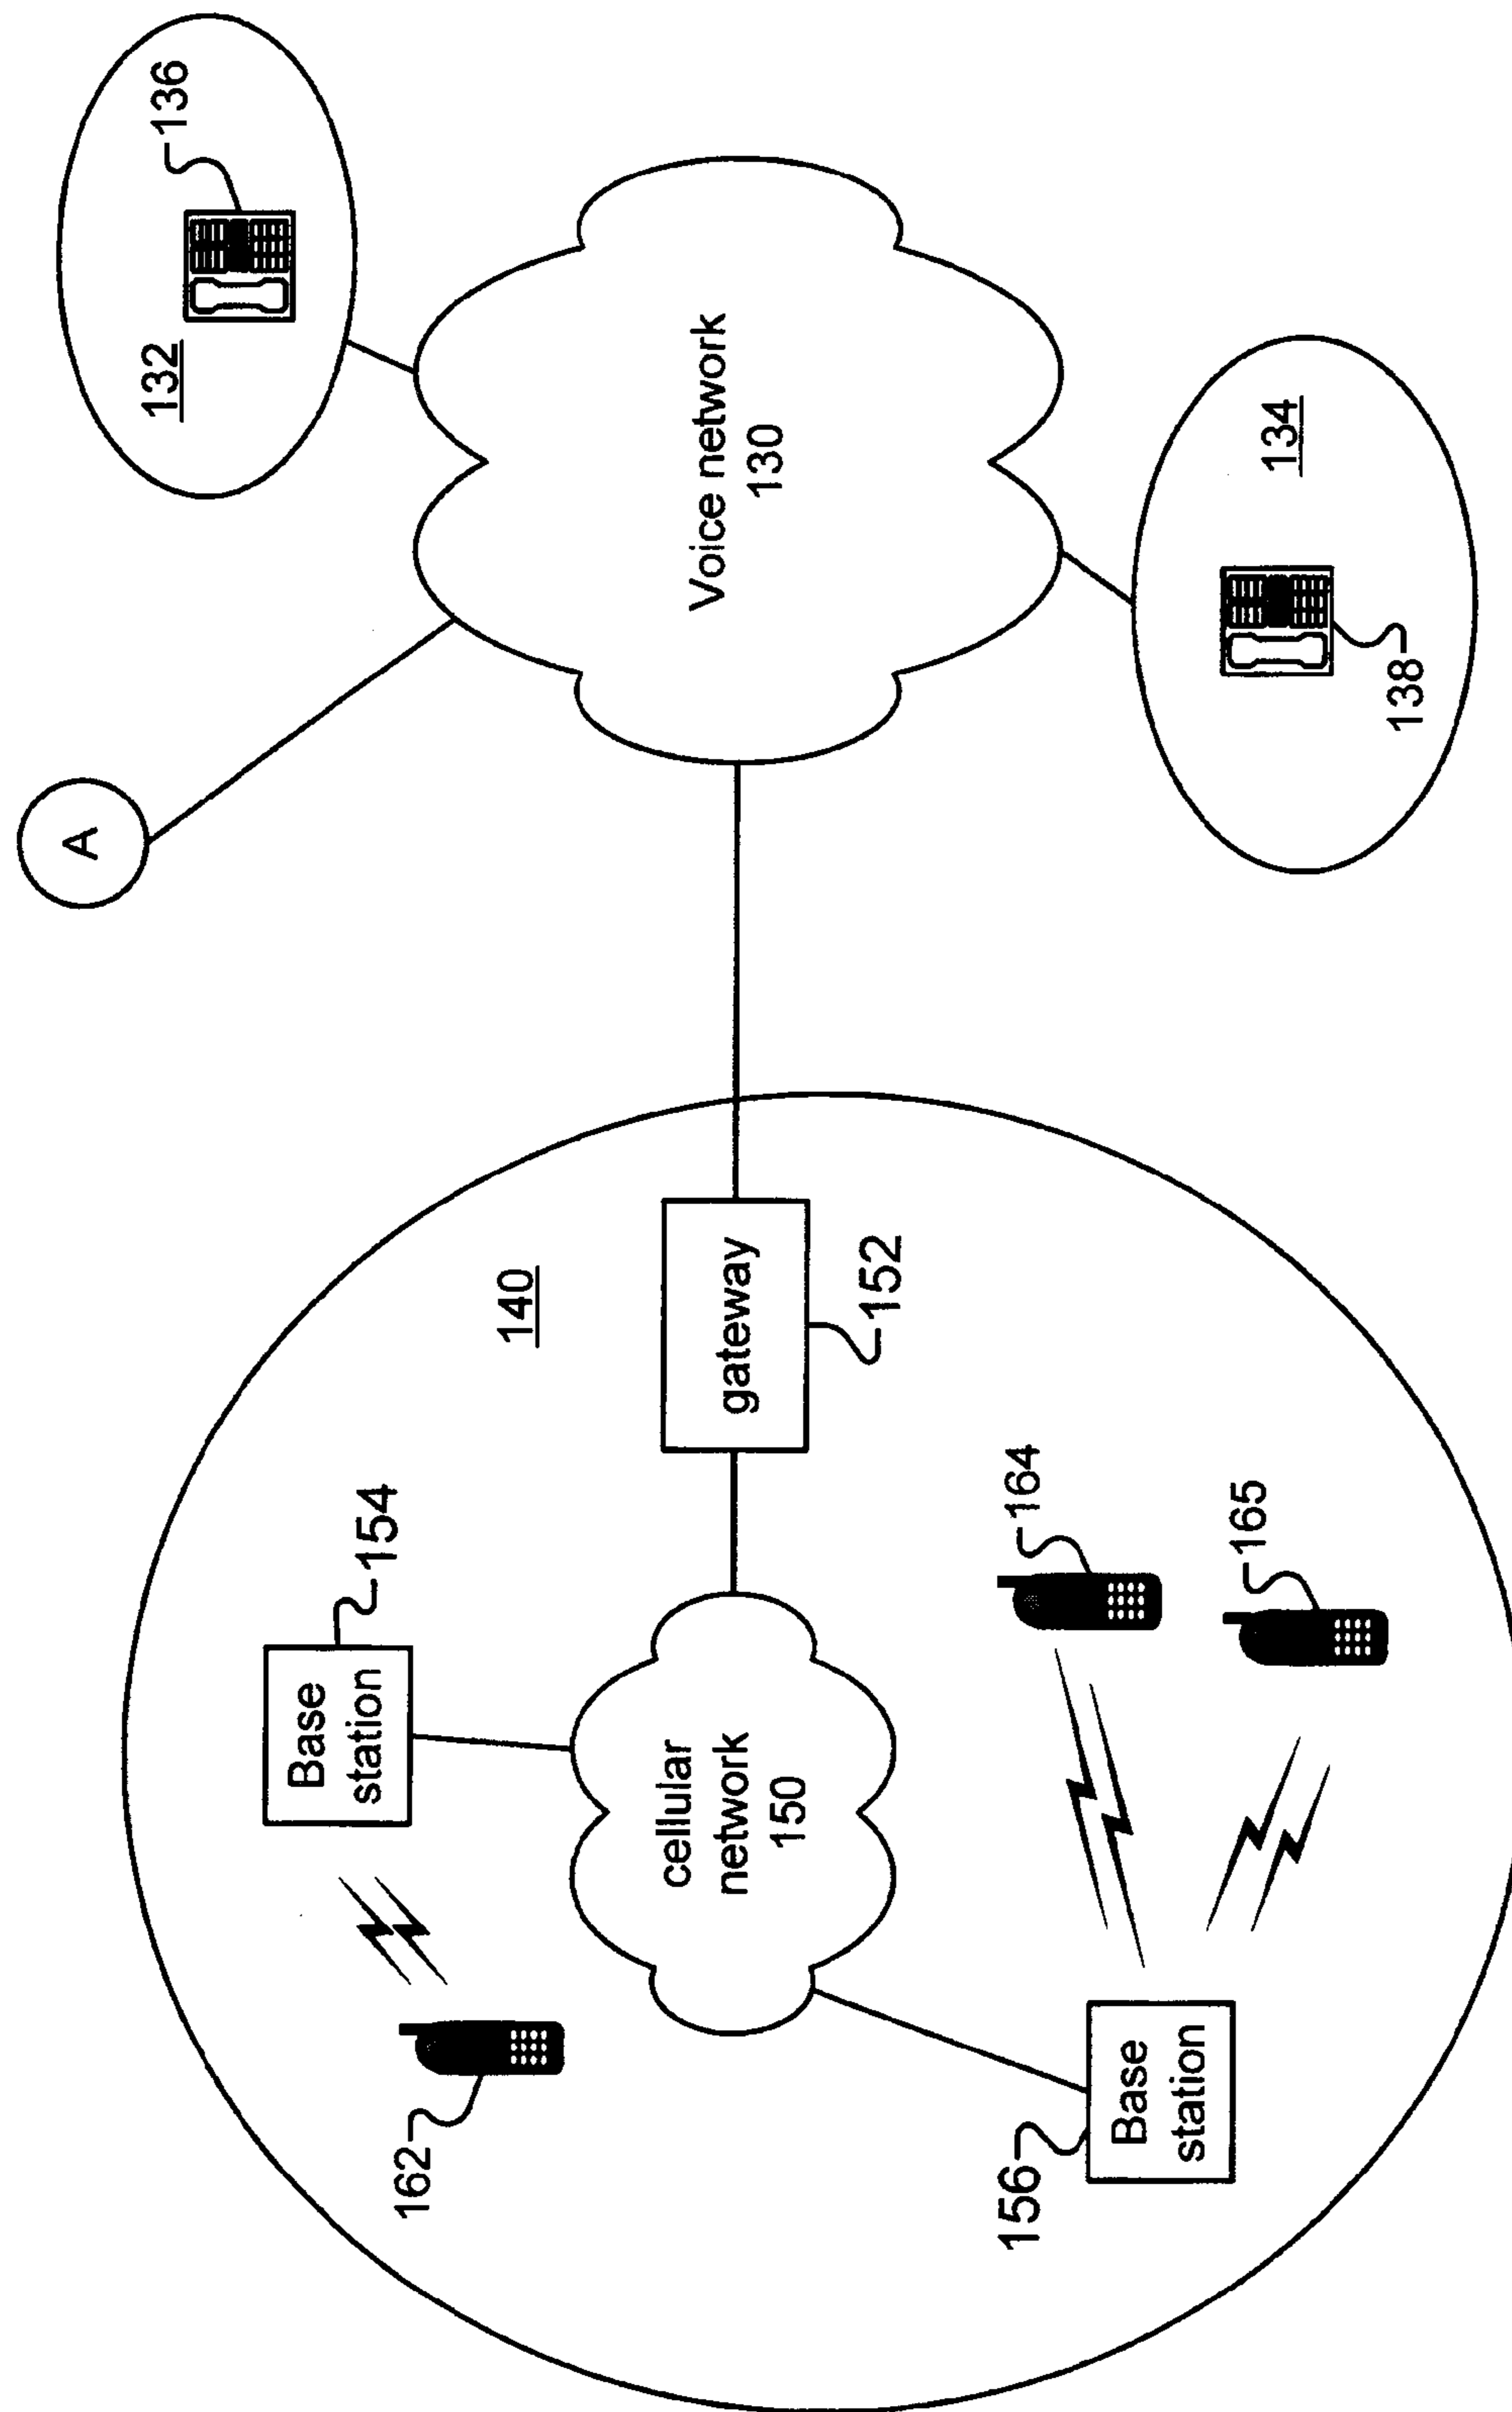 A
132
136
Voice network
130
134
138
140
154
Base
station
gateway
152
cellular
network
150
162
164
165
156
Base
station